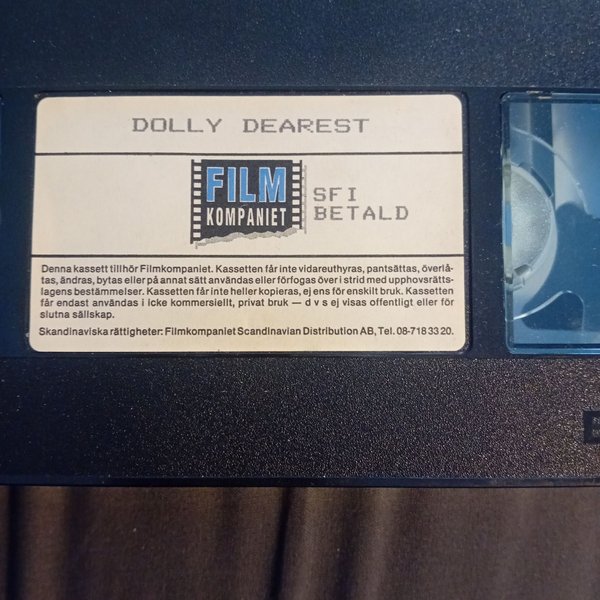 DOLLY DEAREST
FILM
KOMPANIET
SFI
BETALD
Denna kassett tillhör Filmkompaniet. Kassetten får inte vidareuthyras, pantsättas, överlå-
tas, ändras, bytas eller på annat sätt användas eller förfogas över i strid med upphovsrätts-
lagens bestämmelser. Kassetten får inte heller kopieras, ej ens för enskilt bruk. Kassetten
får endast användas i icke kommersiellt, privat bruk — d v s ej visas offentligt eller för
slutna sällskap.
Skandinaviska rättigheter: Filmkompaniet Scandinavian Distribution AB, Tel. 08-718 33 20.